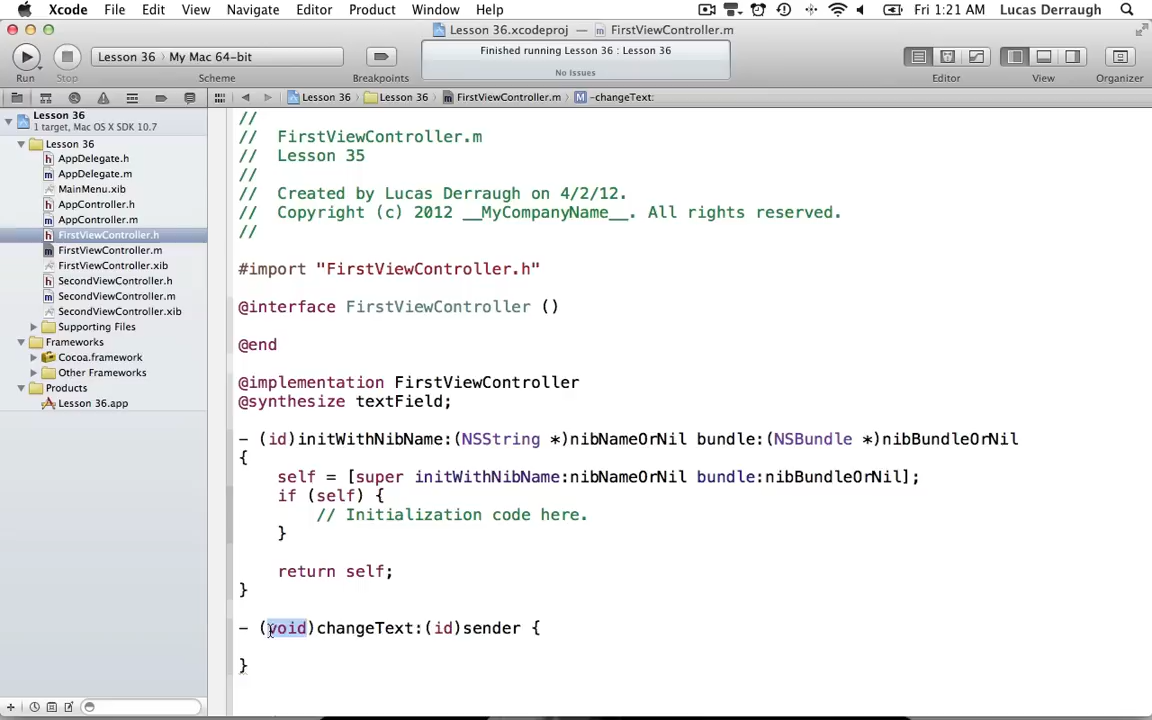 Xcode File Edit View Navigate Editor Product Window Help Fri 1:21 AM Lucas Derraugh
Lesson 36.xcodeproj — FirstViewController.m
Finished running Lesson 36 : Lesson 36
No Issues
Lesson 36 › My Mac 64-bit
Run Stop Scheme Breakpoints Editor View Organizer
Lesson 36 Lesson 36 FirstViewController.m M -changeText:
Lesson 36
1 target, Mac OS X SDK 10.7
Lesson 36
h AppDelegate.h
m AppDelegate.m
MainMenu.xib
h AppController.h
m AppController.m
h FirstViewController.h
m FirstViewController.m
FirstViewController.xib
h SecondViewController.h
m SecondViewController.m
SecondViewController.xib
Supporting Files
Frameworks
Cocoa.framework
Other Frameworks
Products
Lesson 36.app
//
// FirstViewController.m
// Lesson 35
//
// Created by Lucas Derraugh on 4/2/12.
// Copyright (c) 2012 __MyCompanyName__. All rights reserved.
//
#import "FirstViewController.h"
@interface FirstViewController ()
@end
@implementation FirstViewController
@synthesize textField;
- (id)initWithNibName:(NSString *)nibNameOrNil bundle:(NSBundle *)nibBundleOrNil
{
self = [super initWithNibName:nibNameOrNil bundle:nibBundleOrNil];
if (self) {
// Initialization code here.
}
return self;
}
- (void)changeText:(id)sender {
}